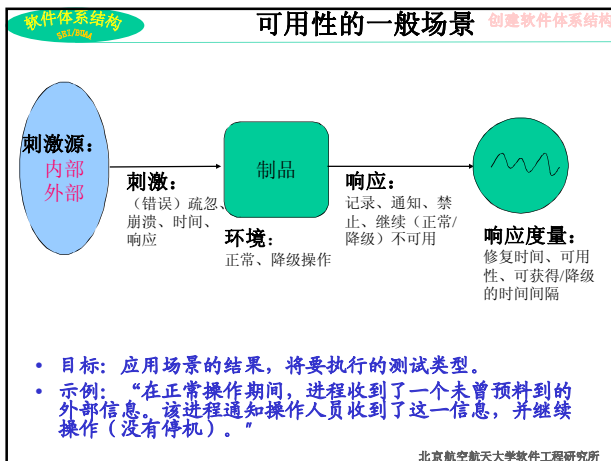 软件体系结构
SEI/BUAA
可用性的一般场景
创建软件体系结构
刺激源：
内部
外部
刺激：
（错误）疏忽、
崩溃、时间、
响应
制品
环境：
正常、降级操作
响应：
记录、通知、禁
止、继续（正常/
降级）不可用
响应度量：
修复时间、可用
性、可获得/降级
的时间间隔
• 目标：应用场景的结果，将要执行的测试类型。
• 示例：“在正常操作期间，进程收到了一个未曾预料到的
外部信息。该进程通知操作人员收到了这一信息，并继续
操作（没有停机）。”
北京航空航天大学软件工程研究所